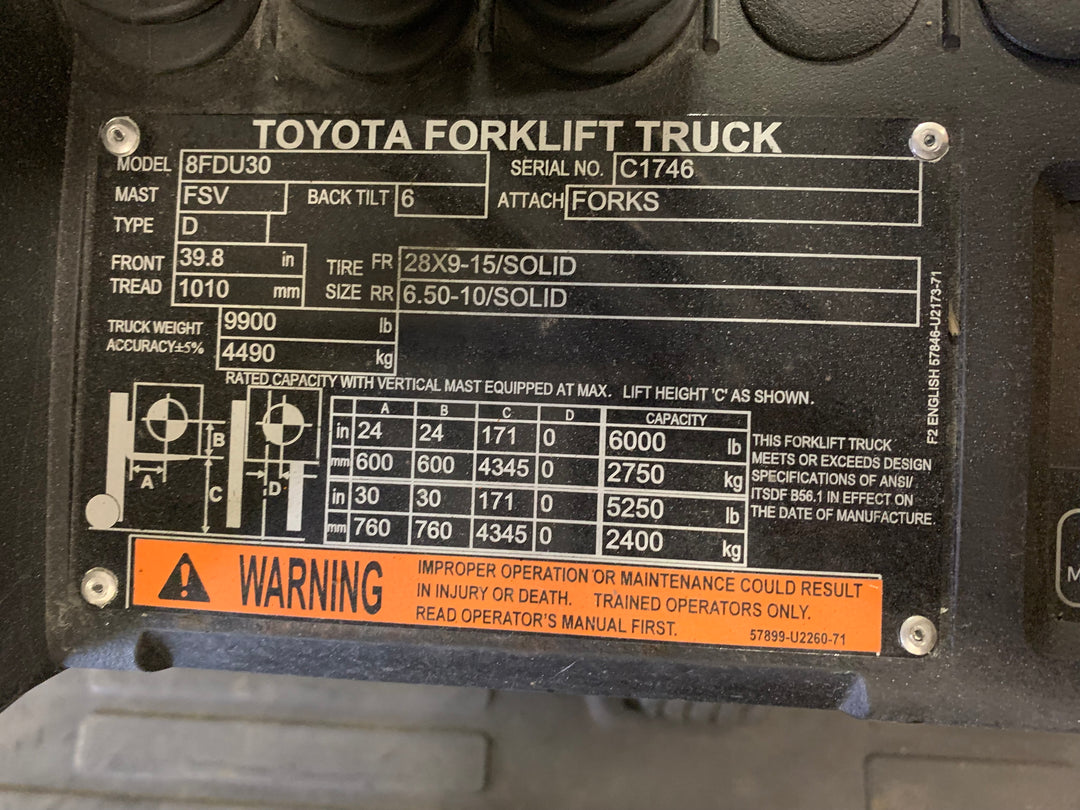 TOYOTA FORKLIFT TRUCK
MODEL 8FDU30 SERIAL NO. C1746
MAST FSV BACK TILT 6 ATTACH FORKS
TYPE D
FRONT TREAD 39.8 in TIRE SIZE FR 28X9-15/SOLID
1010 mm RR 6.50-10/SOLID
TRUCK WEIGHT 9900 lb
ACCURACY±5% 4490 kg
RATED CAPACITY WITH VERTICAL MAST EQUIPPED AT MAX. LIFT HEIGHT 'C' AS SHOWN.
A B C D CAPACITY
in 24 24 171 0 6000 lb
mm 600 600 4345 0 2750 kg
in 30 30 171 0 5250 lb
mm 760 760 4345 0 2400 kg
A B C D
THIS FORKLIFT TRUCK
MEETS OR EXCEEDS DESIGN
SPECIFICATIONS OF ANSI/
ITSDF B56.1 IN EFFECT ON
THE DATE OF MANUFACTURE.
F2 ENGLISH 57846-U2173-71
WARNING
IMPROPER OPERATION OR MAINTENANCE COULD RESULT
IN INJURY OR DEATH. TRAINED OPERATORS ONLY.
READ OPERATOR'S MANUAL FIRST.
57899-U2260-71